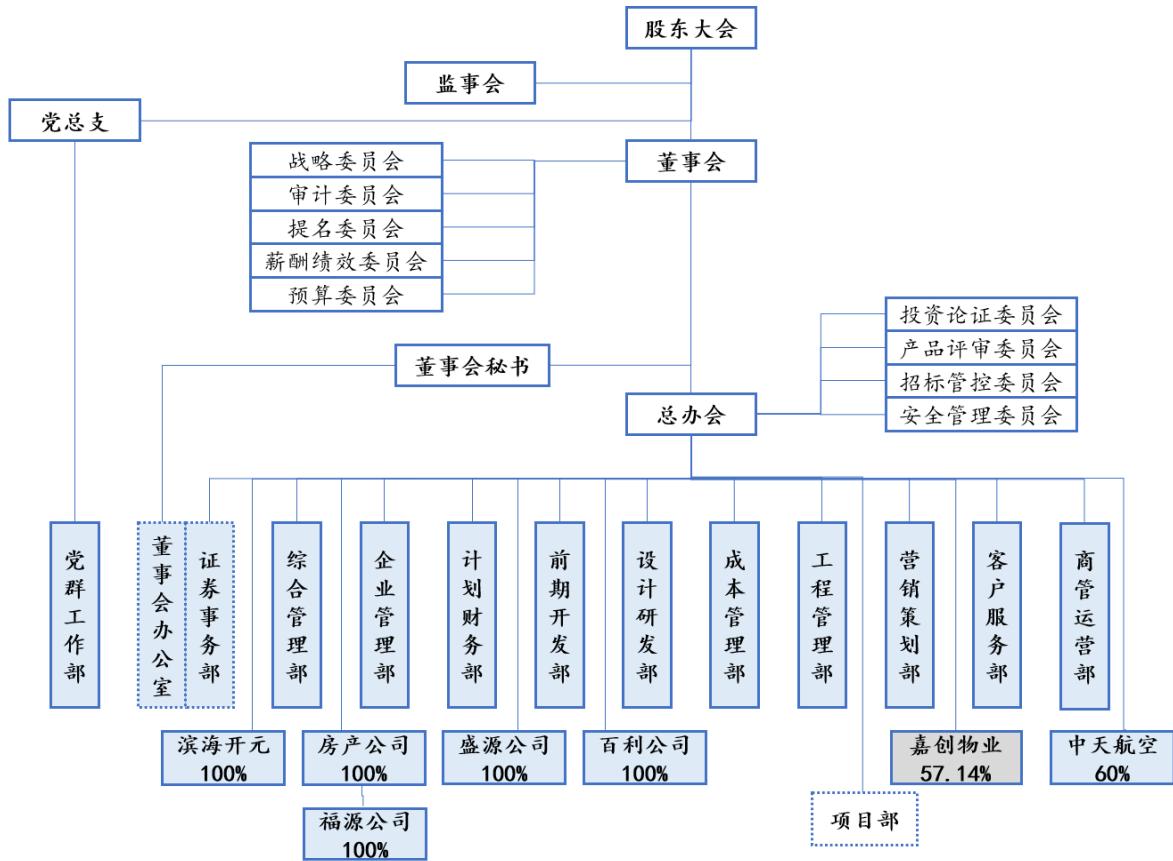 股东大会
监事会
党总支
董事会
战略委员会
审计委员会
提名委员会
薪酬绩效委员会
预算委员会
投资论证委员会
产品评审委员会
招标管控委员会
安全管理委员会
董事会秘书
总办会
党群工作部
董事会办公室
证券事务部
综合管理部
企业管理部
计划财务部
前期开发部
设计研发部
成本管理部
工程管理部
营销策划部
客户服务部
商管运营部
滨海开元
100%
房产公司
100%
盛源公司
100%
百利公司
100%
嘉创物业
57.14%
中天航空
60%
福源公司
100%
项目部